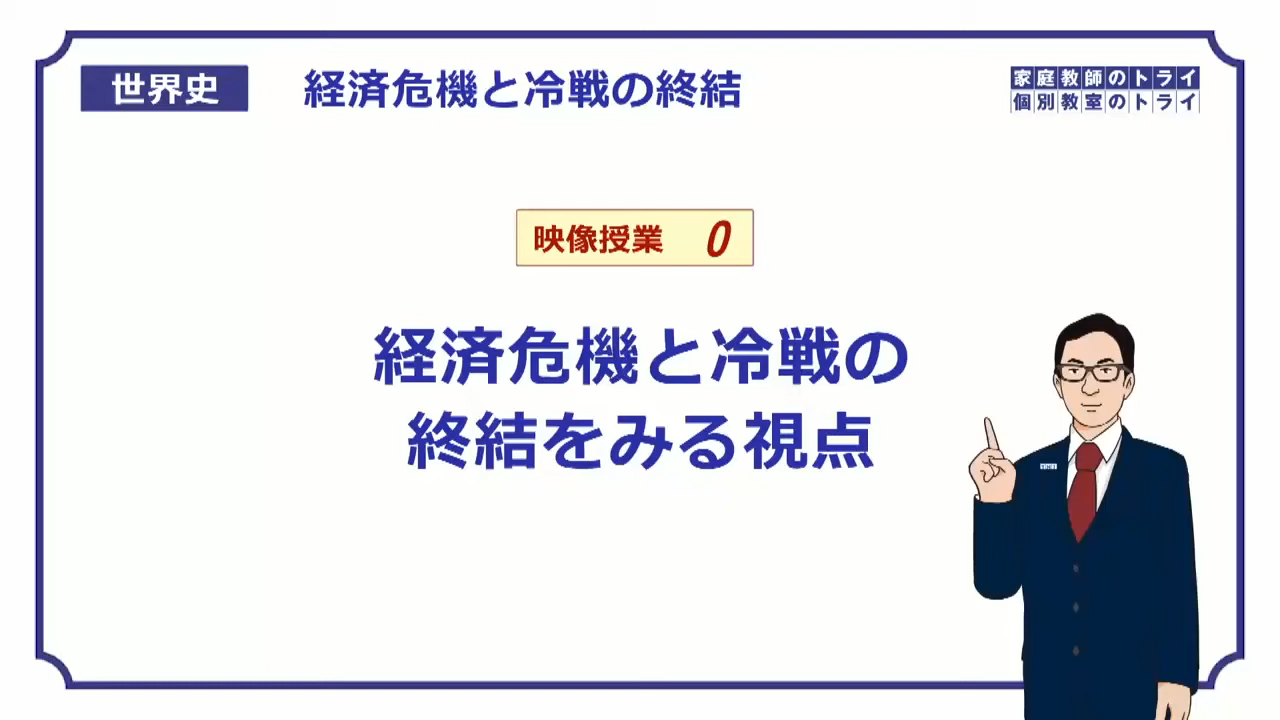 世界史
経済危機と冷戦の終結
家庭教師のトライ
個別教室のトライ
映像授業 0
経済危機と冷戦の
終結をみる視点